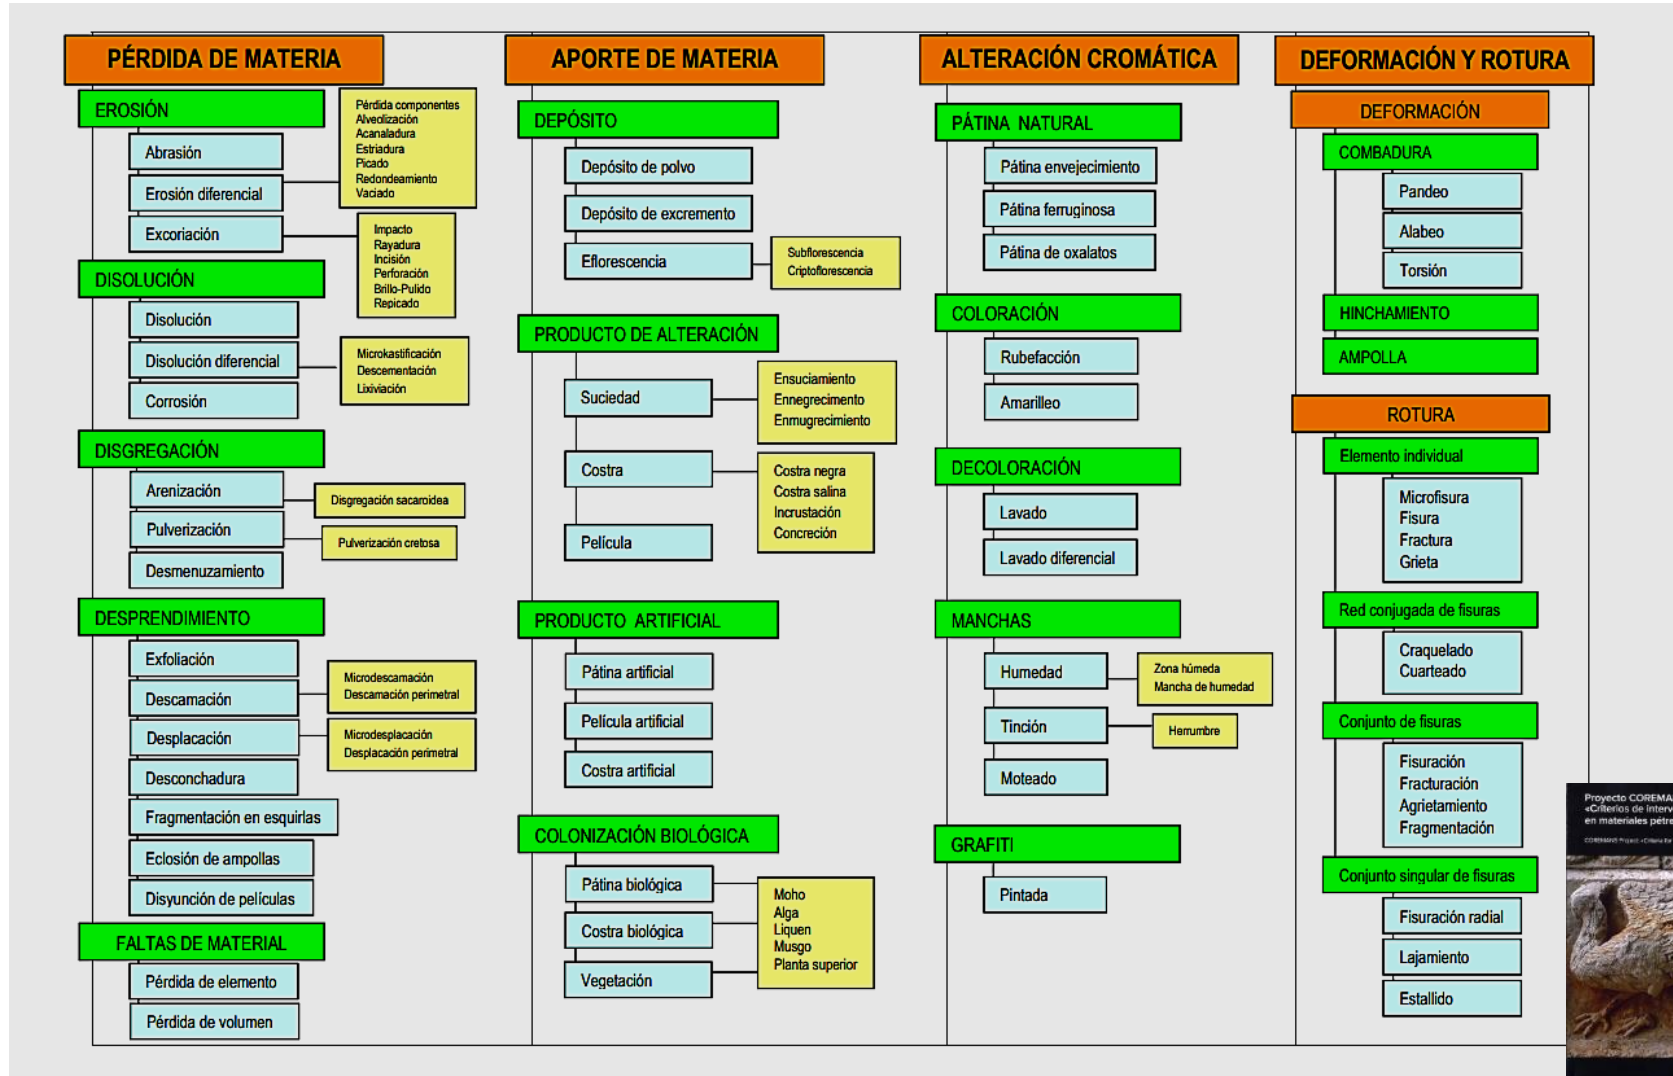 PÉRDIDA DE MATERIA
EROSIÓN
Abrasión
Erosión diferencial
Pérdida componentes
Alveolización
Acanaladura
Estriadura
Picado
Redondeamiento
Vaciado
Excoriación
Impacto
Rayadura
Incisión
Perforación
Brillo-Pulido
Repicado
DISOLUCIÓN
Disolución
Disolución diferencial
Microkastificación
Descementación
Lixiviación
Corrosión
DISGREGACIÓN
Arenización
Disgregación sacaroidea
Pulverización
Pulverización cretosa
Desmenuzamiento
DESPRENDIMIENTO
Exfoliación
Descamación
Microdescamación
Descamación perimetral
Desplacación
Microdesplacación
Desplacación perimetral
Desconchadura
Fragmentación en esquirlas
Eclosión de ampollas
Disyunción de películas
FALTAS DE MATERIAL
Pérdida de elemento
Pérdida de volumen
APORTE DE MATERIA
DEPÓSITO
Depósito de polvo
Depósito de excremento
Eflorescencia
Subflorescencia
Criptoflorescencia
PRODUCTO DE ALTERACIÓN
Suciedad
Ensuciamiento
Ennegrecimento
Enmugrecimiento
Costra
Costra negra
Costra salina
Incrustación
Concreción
Película
PRODUCTO ARTIFICIAL
Pátina artificial
Película artificial
Costra artificial
COLONIZACIÓN BIOLÓGICA
Pátina biológica
Costra biológica
Vegetación
Moho
Alga
Liquen
Musgo
Planta superior
ALTERACIÓN CROMÁTICA
PÁTINA NATURAL
Pátina envejecimiento
Pátina ferruginosa
Pátina de oxalatos
COLORACIÓN
Rubefacción
Amarilleo
DECOLORACIÓN
Lavado
Lavado diferencial
MANCHAS
Humedad
Zona húmeda
Mancha de humedad
Tinción
Herrumbre
Moteado
GRAFITI
Pintada
DEFORMACIÓN Y ROTURA
DEFORMACIÓN
COMBADURA
Pandeo
Alabeo
Torsión
HINCHAMIENTO
AMPOLLA
ROTURA
Elemento individual
Microfisura
Fisura
Fractura
Grieta
Red conjugada de fisuras
Craquelado
Cuarteado
Conjunto de fisuras
Fisuración
Fracturación
Agrietamiento
Fragmentación
Conjunto singular de fisuras
Fisuración radial
Lajamiento
Estallido
Proyecto COREMA
«Criterios de interv
en materiales pétre